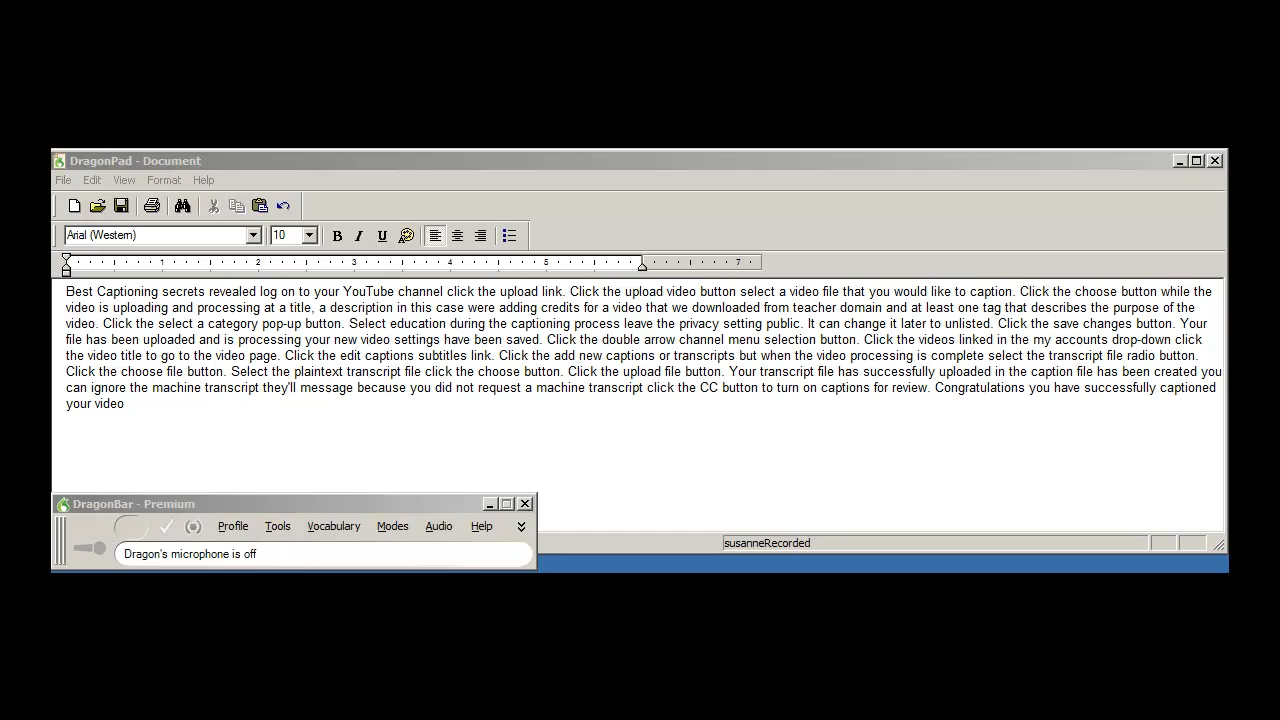 DragonPad - Document
File Edit View Format Help
Arial (Western) 10 B I U
1 2 3 4 5 7
Best Captioning secrets revealed log on to your YouTube channel click the upload link. Click the upload video button select a video file that you would like to caption. Click the choose button while the
video is uploading and processing at a title, a description in this case were adding credits for a video that we downloaded from teacher domain and at least one tag that describes the purpose of the
video. Click the select a category pop-up button. Select education during the captioning process leave the privacy setting public. It can change it later to unlisted. Click the save changes button. Your
file has been uploaded and is processing your new video settings have been saved. Click the double arrow channel menu selection button. Click the videos linked in the my accounts drop-down click
the video title to go to the video page. Click the edit captions subtitles link. Click the add new captions or transcripts but when the video processing is complete select the transcript file radio button.
Click the choose file button. Select the plaintext transcript file click the choose button. Click the upload file button. Your transcript file has successfully uploaded in the caption file has been created you
can ignore the machine transcript they'll message because you did not request a machine transcript click the CC button to turn on captions for review. Congratulations you have successfully captioned
your video
DragonBar - Premium
Profile Tools Vocabulary Modes Audio Help
Dragon's microphone is off
susanneRecorded